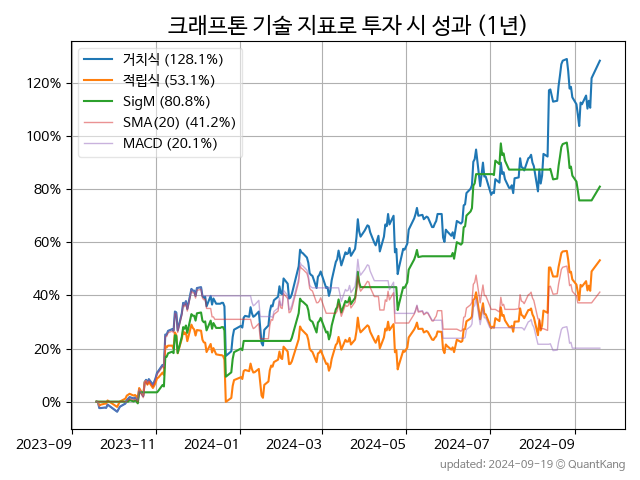 크래프톤 기술 지표로 투자 시 성과 (1년)
거치식 (128.1%)
적립식 (53.1%)
SigM (80.8%)
SMA(20) (41.2%)
MACD (20.1%)
120%
100%
80%
60%
40%
20%
0%
2023-09 2023-11 2024-01 2024-03 2024-05 2024-07 2024-09
updated: 2024-09-19 © QuantKang